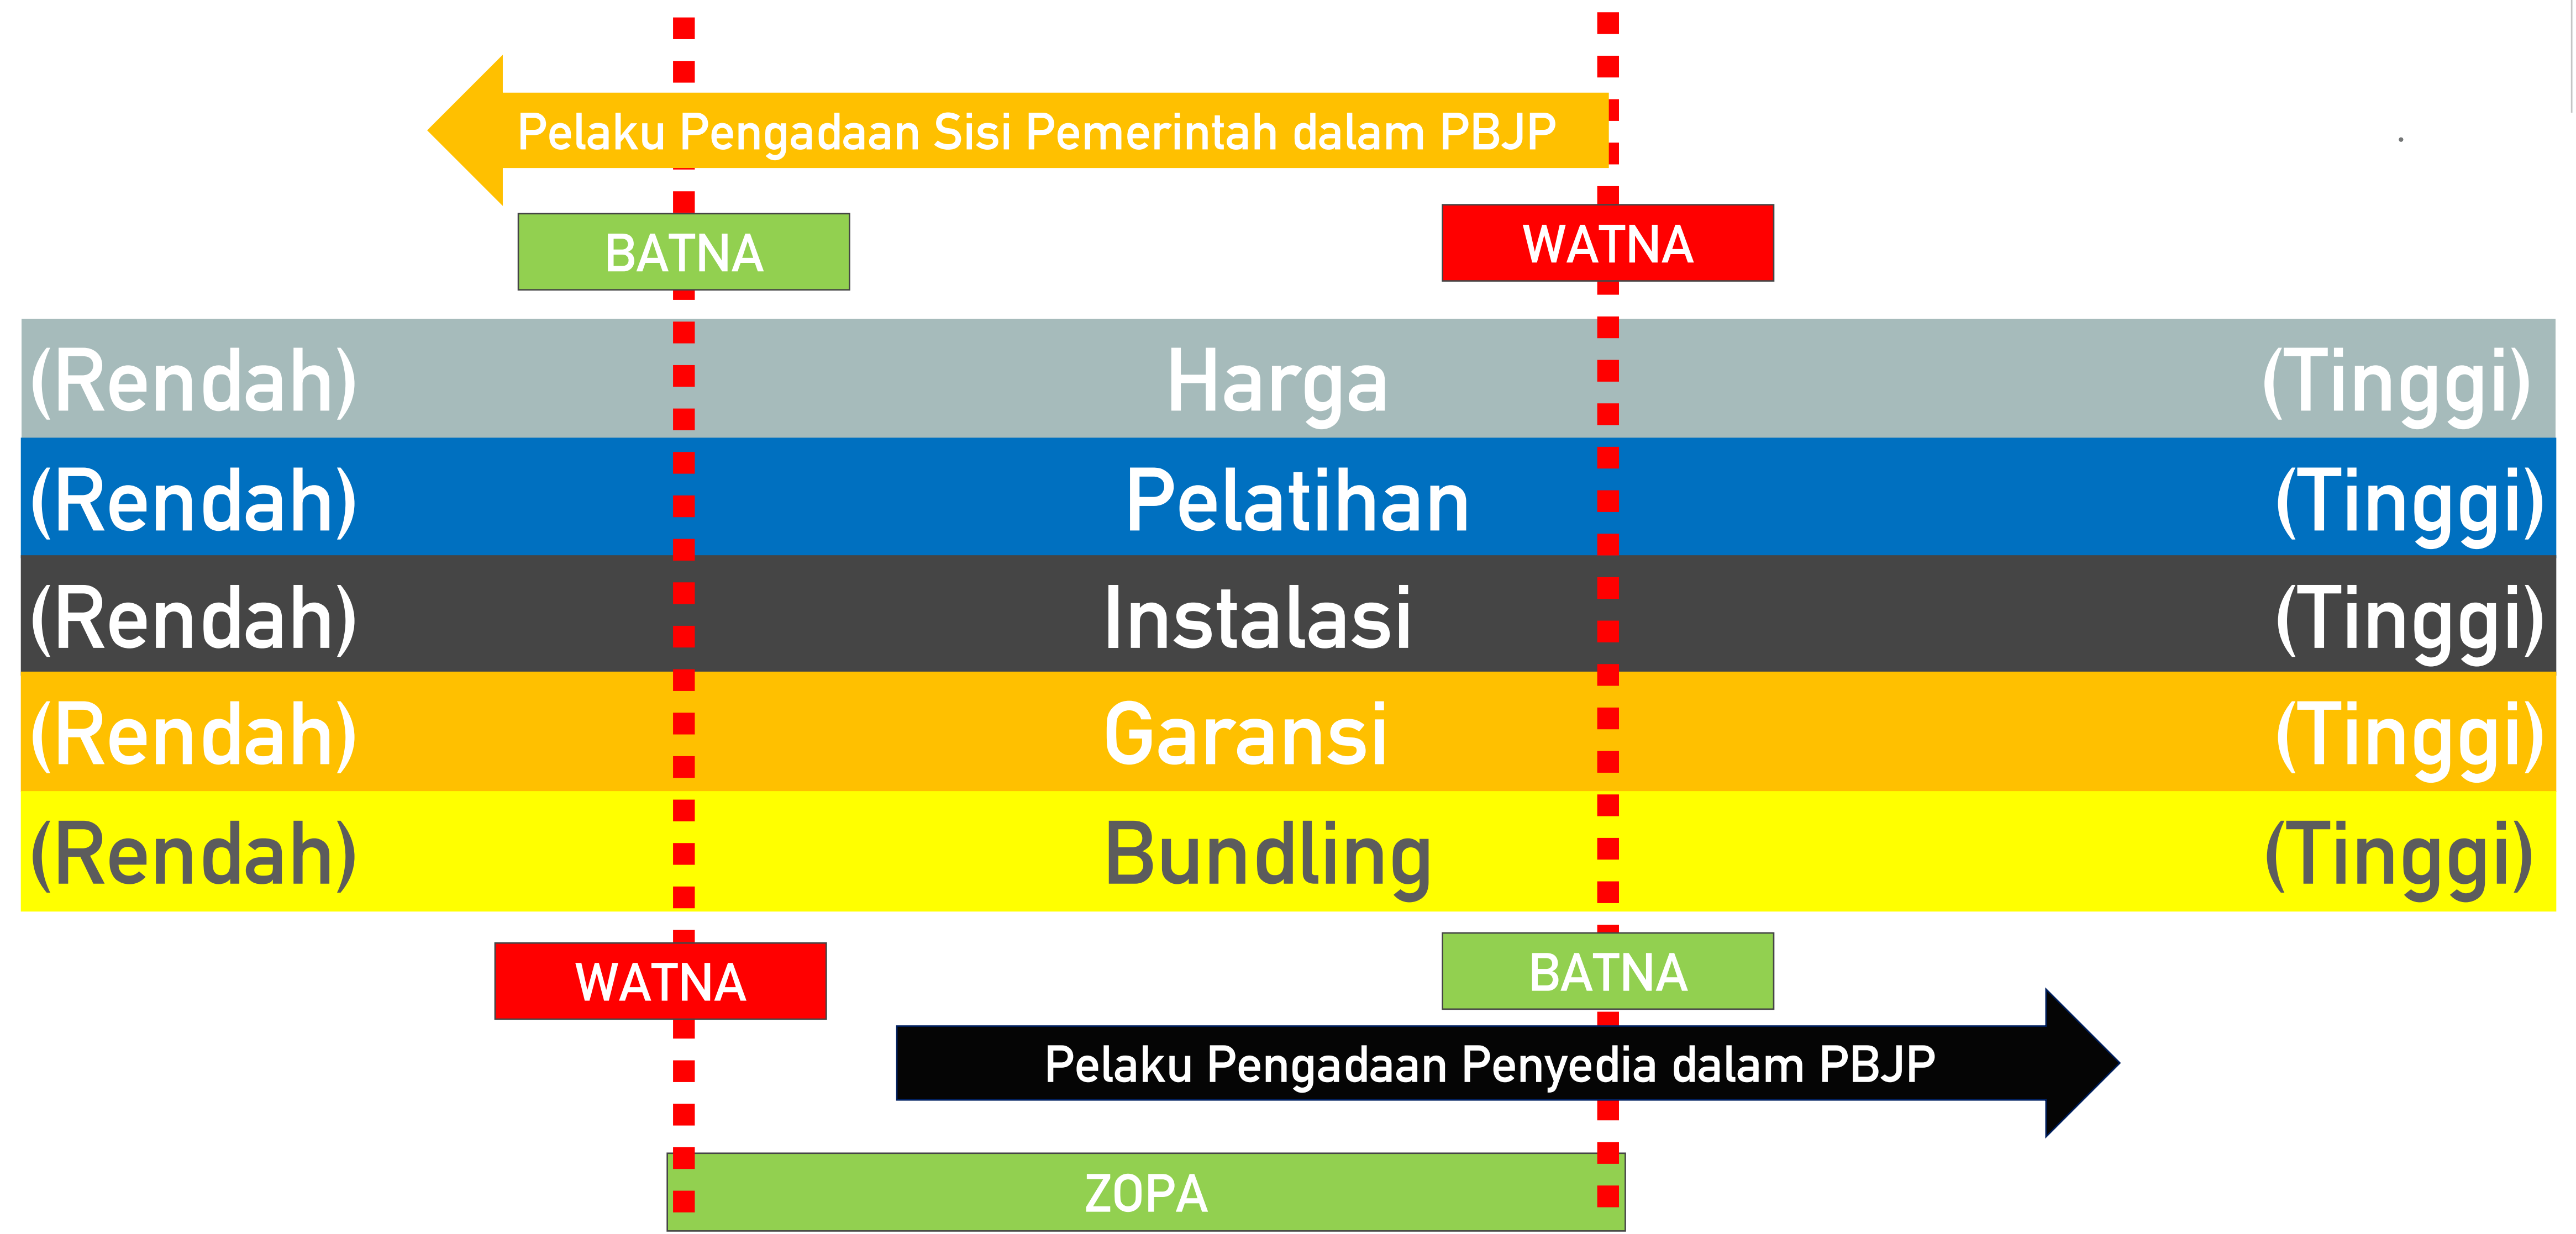 Pelaku Pengadaan Sisi Pemerintah dalam PBJP
BATNA WATNA
(Rendah) Harga (Tinggi)
(Rendah) Pelatihan (Tinggi)
(Rendah) Instalasi (Tinggi)
(Rendah) Garansi (Tinggi)
(Rendah) Bundling (Tinggi)
WATNA BATNA
Pelaku Pengadaan Penyedia dalam PBJP
ZOPA